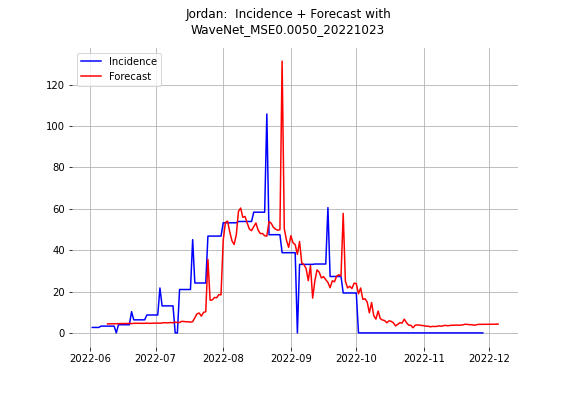 Jordan:  Incidence + Forecast with
WaveNet_MSE0.0050_20221023
Incidence
Forecast
120
100
80
60
40
20
0
2022-06 2022-07 2022-08 2022-09 2022-10 2022-11 2022-12